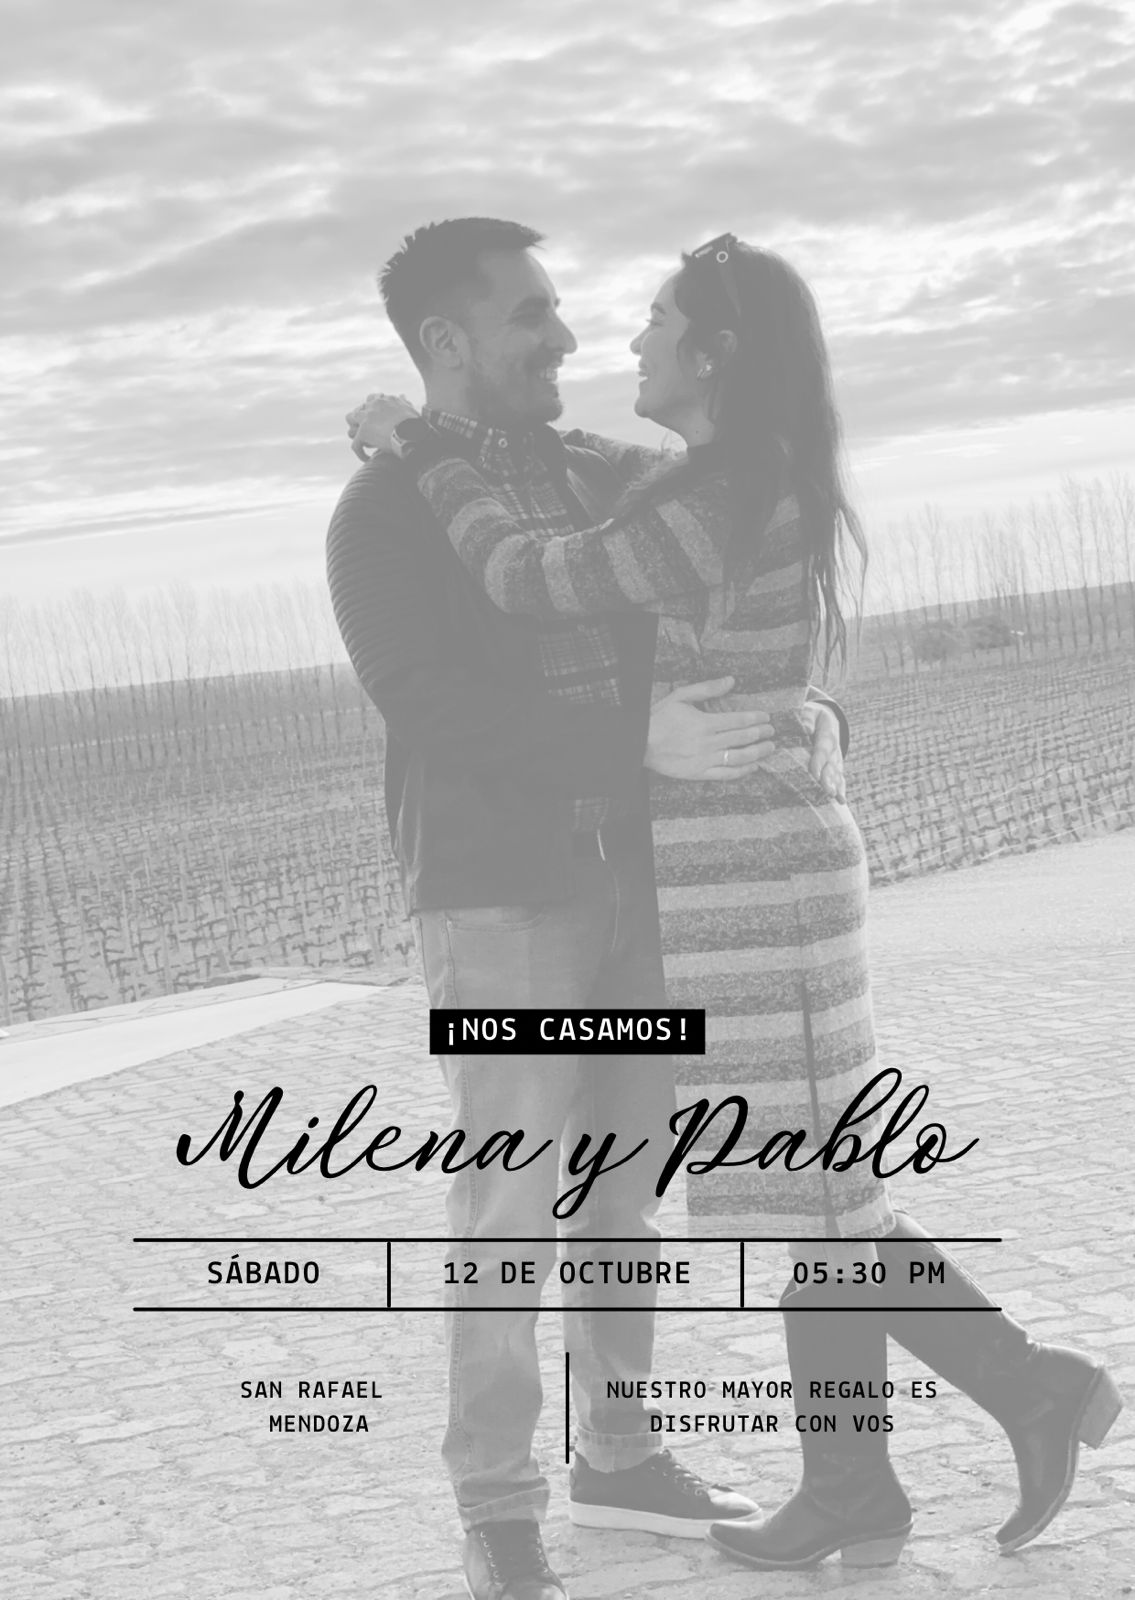 ¡NOS CASAMOS!
Milena y Pablo
SÁBADO
12 DE OCTUBRE
05:30 PM
SAN RAFAEL
MENDOZA
NUESTRO MAYOR REGALO ES
DISFRUTAR CON VOS